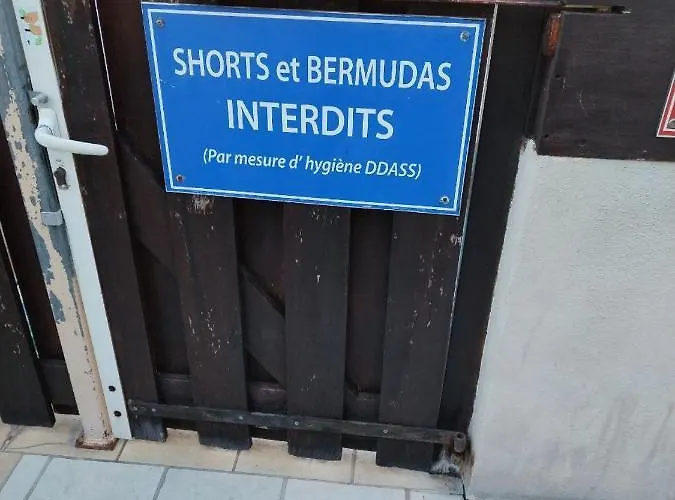 SHORTS et BERMUDAS
INTERDITS
(Par mesure d' hygiène DDASS)